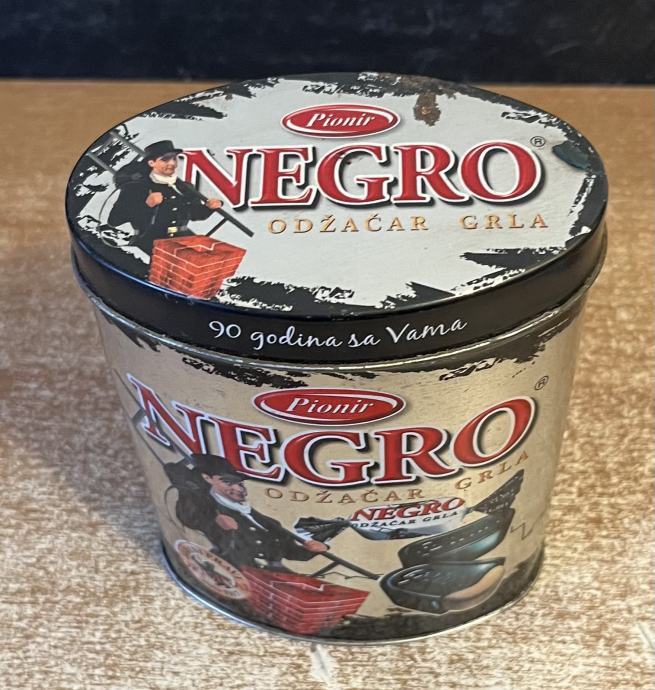 Pionir
NEGRO®
ODŽAČAR GRLA
90 godina sa Vama
Pionir
NEGRO®
ODŽAČAR GRLA
NEGRO
ODŽAČAR GRLA